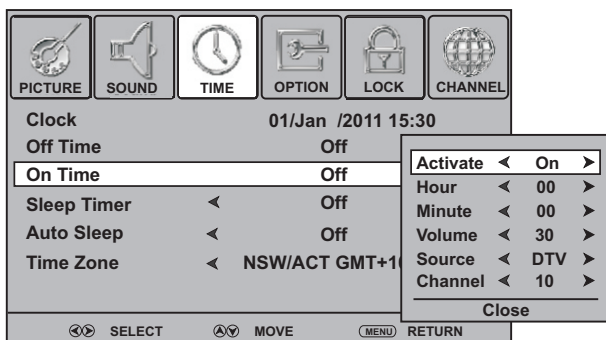 PICTURE SOUND TIME OPTION LOCK CHANNEL
Clock 01/Jan /2011 15:30
Off Time Off
On Time Off
Sleep Timer Off
Auto Sleep Off
Time Zone NSW/ACT GMT+10
Activate On
Hour 00
Minute 00
Volume 30
Source DTV
Channel 10
Close
SELECT MOVE MENU RETURN